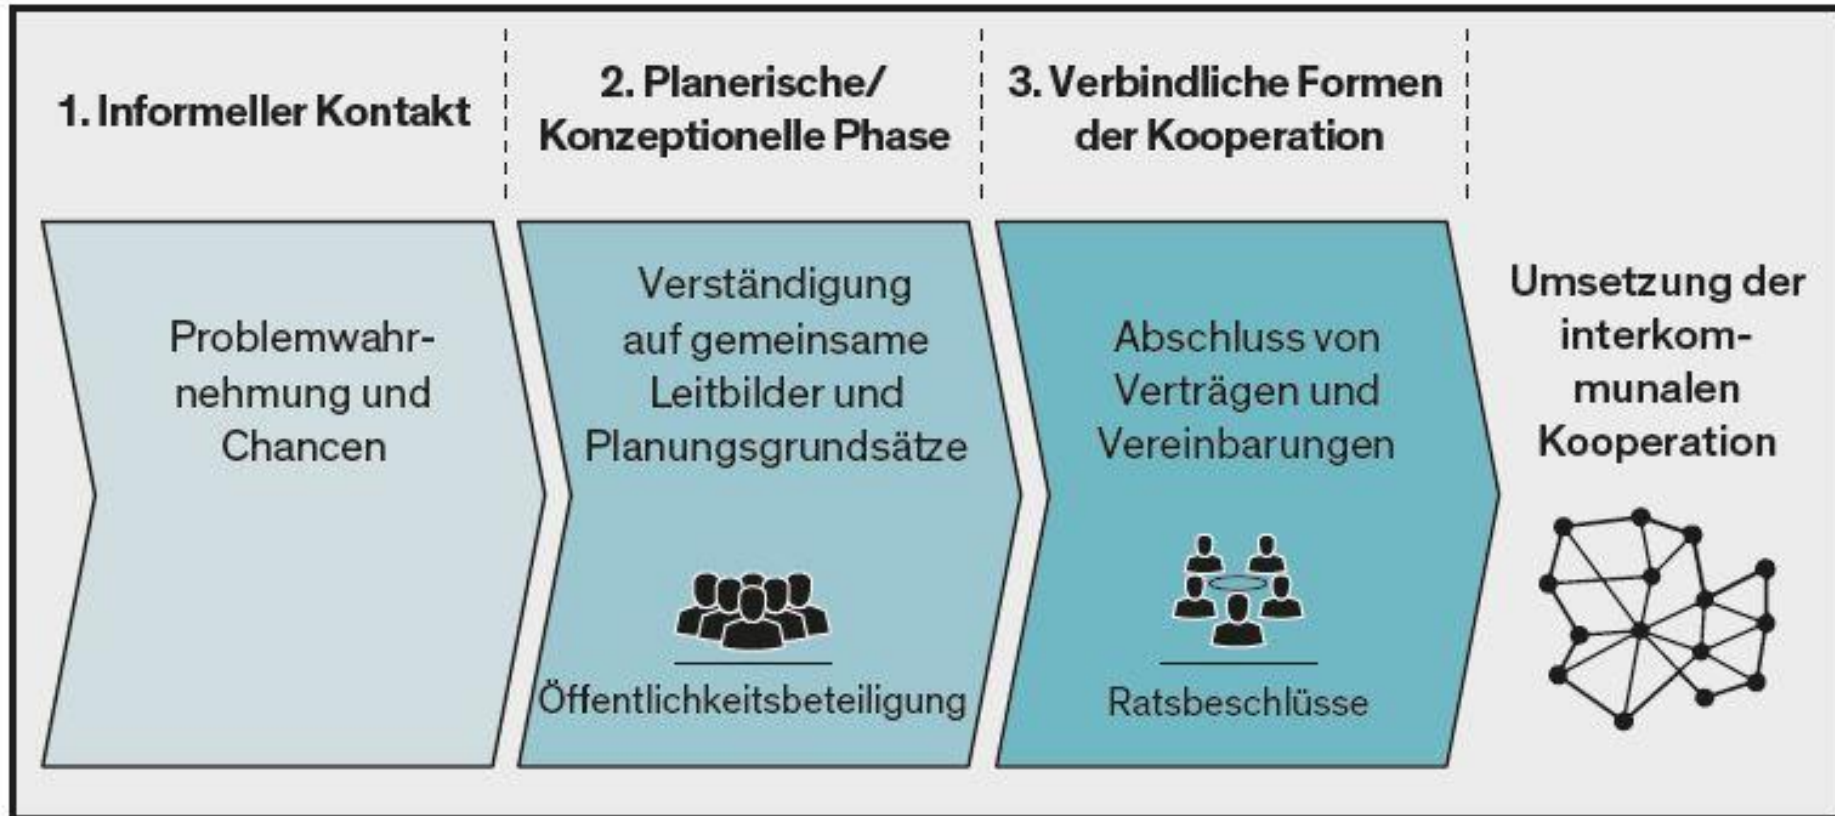 1. Informeller Kontakt
2. Planerische/
Konzeptionelle Phase
3. Verbindliche Formen
der Kooperation
Problemwahr-
nehmung und
Chancen
Verständigung
auf gemeinsame
Leitbilder und
Planungsgrundsätze
Öffentlichkeitsbeteiligung
Abschluss von
Verträgen und
Vereinbarungen
Ratsbeschlüsse
Umsetzung der
interkom-
munalen
Kooperation